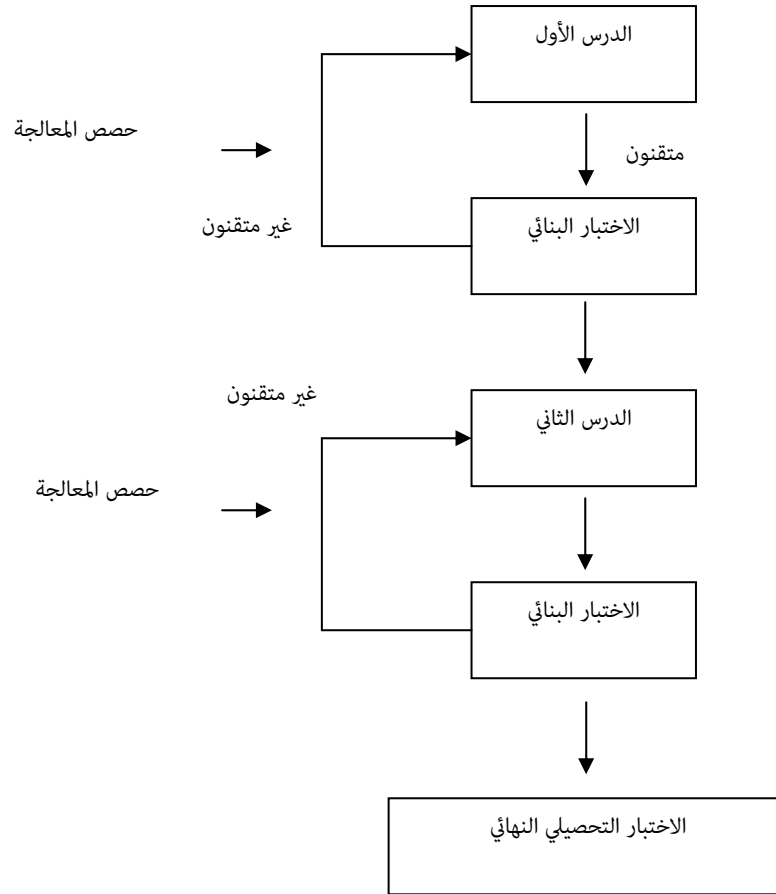 الدرس الأول
حصص المعالجة
متقنون
غير متقنون
الاختبار البنائي
غير متقنون
الدرس الثاني
حصص المعالجة
الاختبار البنائي
الاختبار التحصيلي النهائي